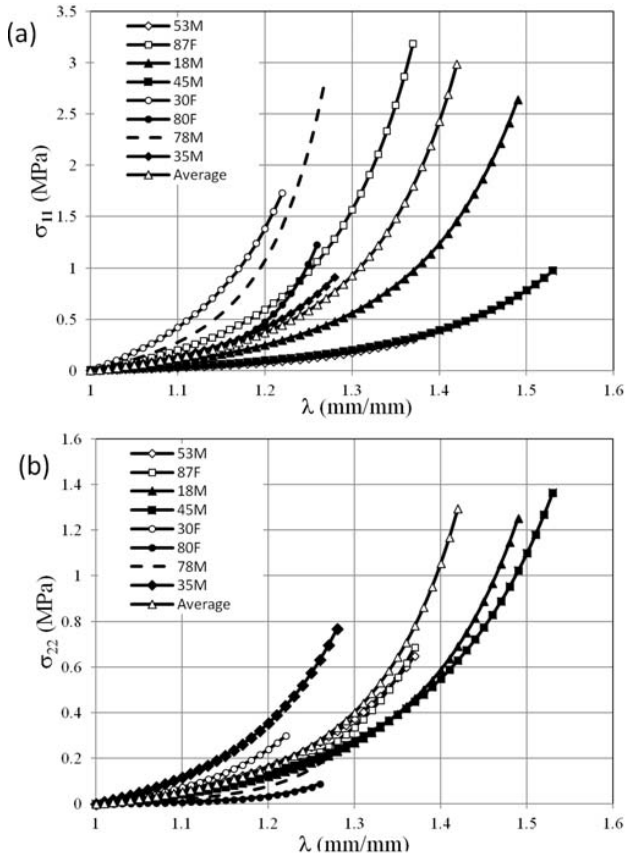 (a)
3.5
3
2.5
2
1.5
1
0.5
0
σ11 (MPa)
53M
87F
18M
45M
30F
80F
78M
35M
Average
1 1.1 1.2 1.3 1.4 1.5 1.6
λ (mm/mm)
(b)
1.6
1.4
1.2
1
0.8
0.6
0.4
0.2
0
σ22 (MPa)
53M
87F
18M
45M
30F
80F
78M
35M
Average
1 1.1 1.2 1.3 1.4 1.5 1.6
λ (mm/mm)